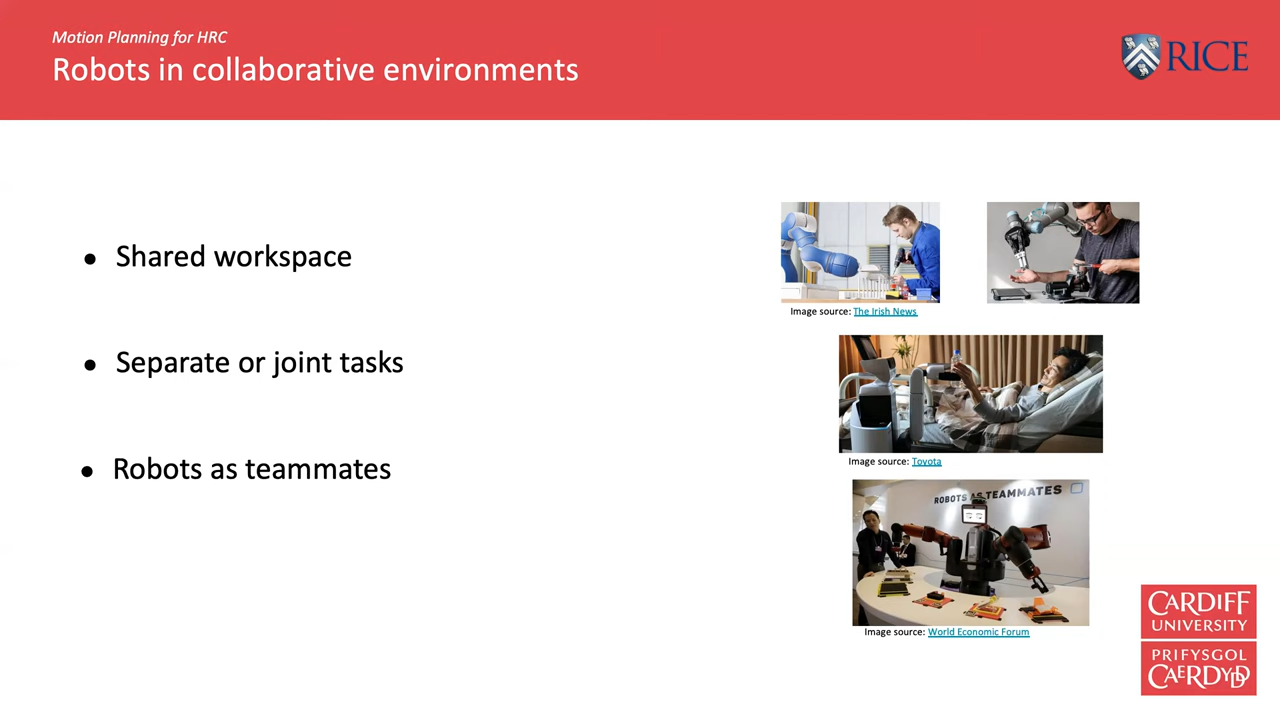 Motion Planning for HRC
Robots in collaborative environments
RICE
• Shared workspace
• Separate or joint tasks
• Robots as teammates
Image source: The Irish News
Image source: Toyota
ROBOTS AS TEAMMATES
Image source: World Economic Forum
CARDIFF
UNIVERSITY
PRIFYSGOL
CAERDYDD